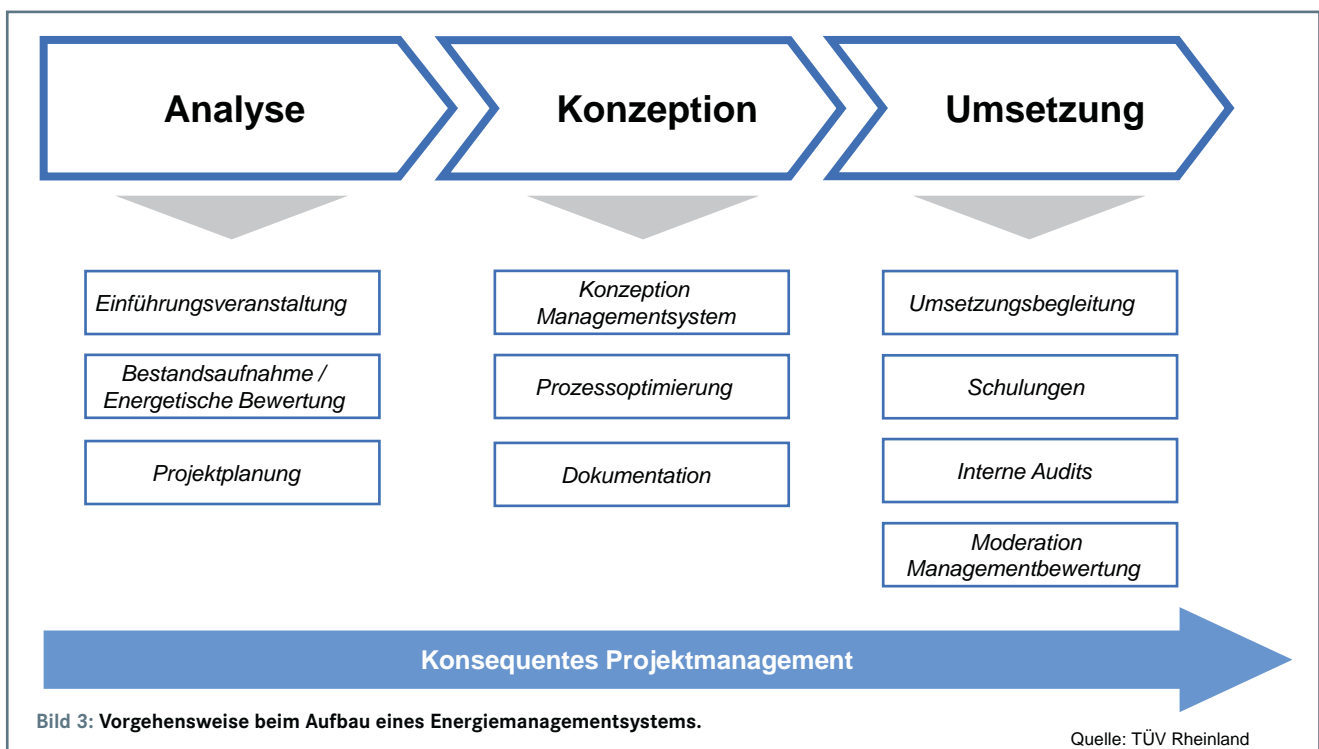 Analyse
Konzeption
Umsetzung
Einführungsveranstaltung
Bestandsaufnahme /
Energetische Bewertung
Projektplanung
Konzeption
Managementsystem
Prozessoptimierung
Dokumentation
Umsetzungsbegleitung
Schulungen
Interne Audits
Moderation
Managementbewertung
Konsequentes Projektmanagement
Bild 3: Vorgehensweise beim Aufbau eines Energiemanagementsystems.
Quelle: TÜV Rheinland